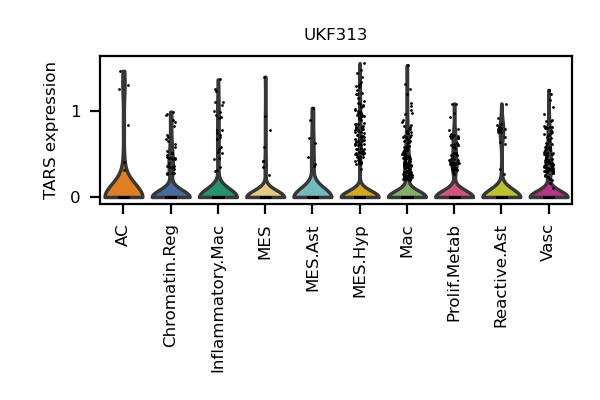 UKF313
TARS expression
1
0
AC
Chromatin.Reg
Inflammatory.Mac
MES
MES.Ast
MES.Hyp
Mac
Prolif.Metab
Reactive.Ast
Vasc